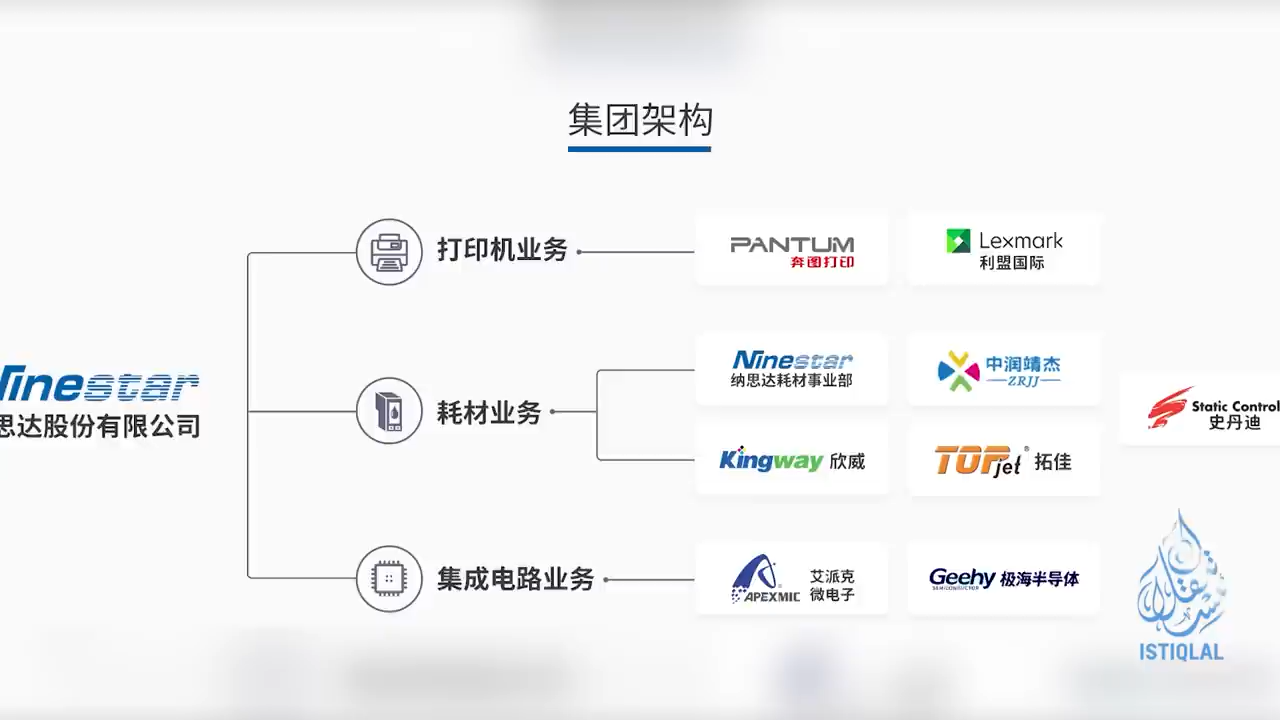 集团架构
打印机业务
PANTUM
奔图打印
Lexmark
利盟国际
Ninestar
思达股份有限公司
耗材业务
Ninestar
纳思达耗材事业部
中润靖杰
ZRJJ
Static Control
史丹迪
Kingway 欣威
TOPjet® 拓佳
集成电路业务
APEXMIC
艾派克
微电子
Geehy 极海半导体
SEMICONDUCTOR
استقلال
ISTIQLAL